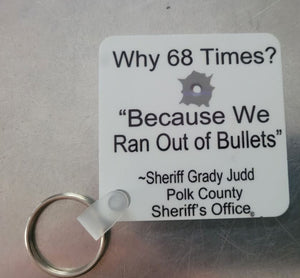 Why 68 Times?
“Because We
Ran Out of Bullets”
~Sheriff Grady Judd
Polk County
Sheriff's Office®